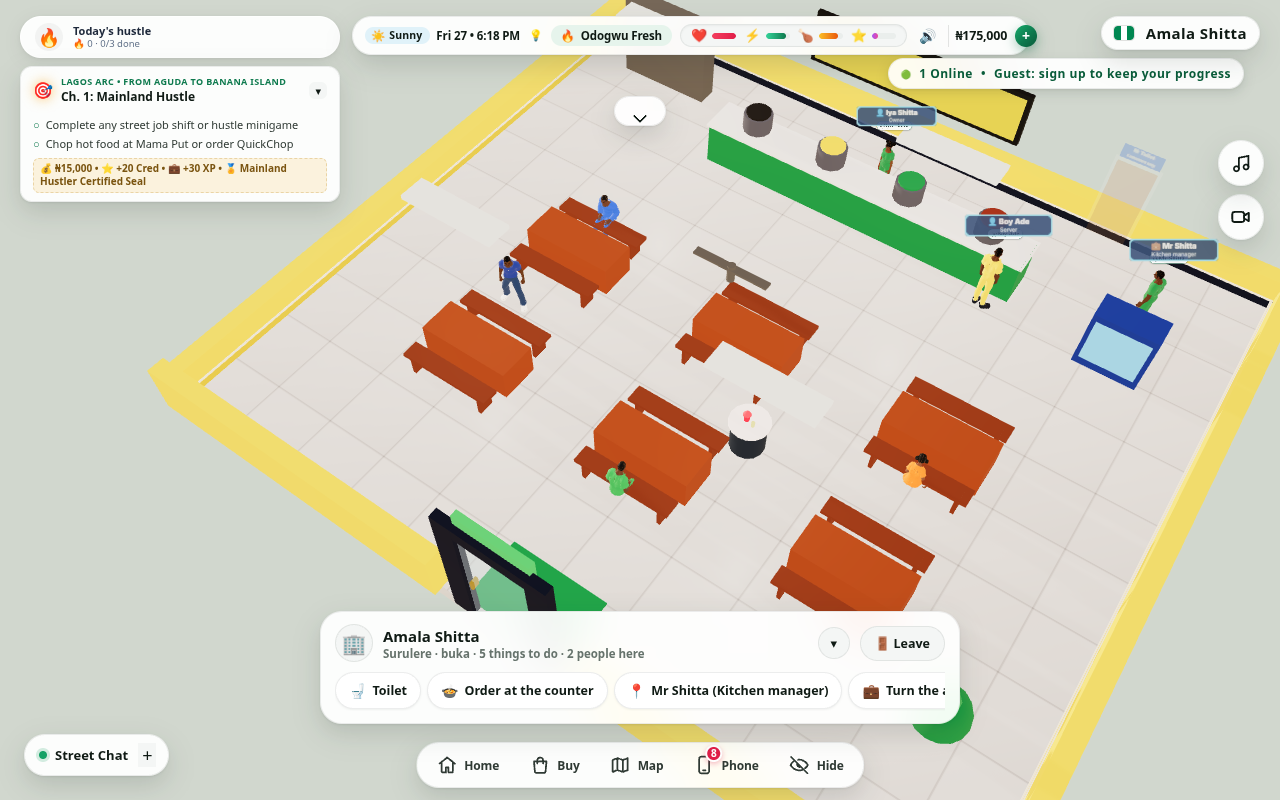 Today's hustle
0 · 0/3 done
Sunny
Fri 27 • 6:18 PM
Odogwu Fresh
₦175,000
+
Amala Shitta
1 Online • Guest: sign up to keep your progress
LAGOS ARC • FROM AGUDA TO BANANA ISLAND
Ch. 1: Mainland Hustle
Complete any street job shift or hustle minigame
Chop hot food at Mama Put or order QuickChop
₦15,000 • +20 Cred • +30 XP • Mainland
Hustler Certified Seal
Iya Shitta
Owner
Boy Ada
Server
Mr Shitta
Kitchen manager
Amala Shitta
Surulere · buka · 5 things to do · 2 people here
Leave
Toilet
Order at the counter
Mr Shitta (Kitchen manager)
Turn the
Street Chat +
Home
Buy
Map
8
Phone
Hide